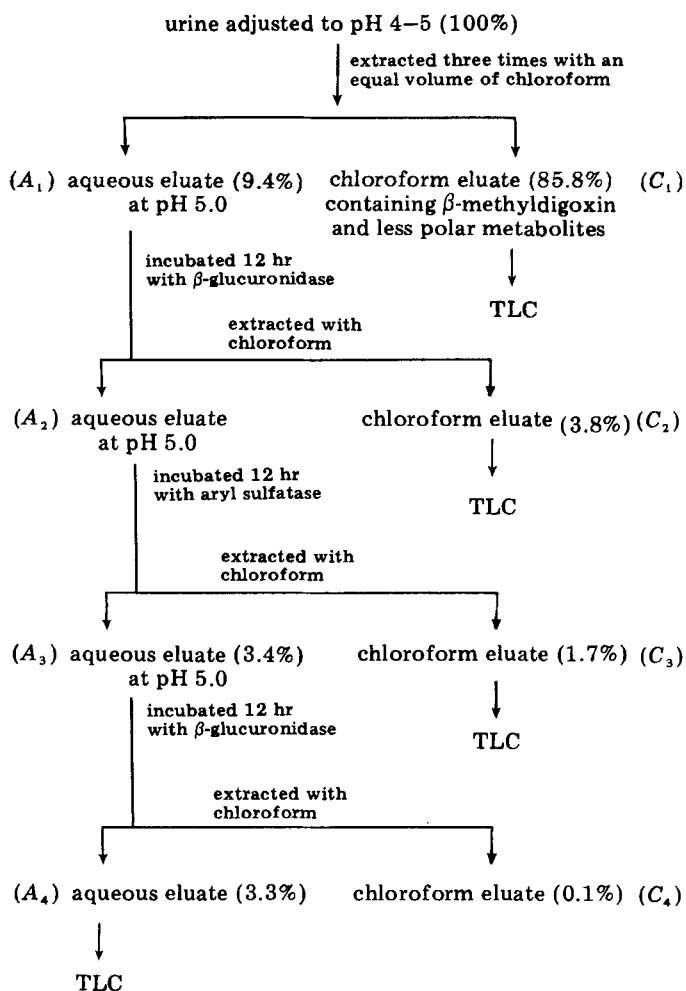 urine adjusted to pH 4–5 (100%)
extracted three times with an
equal volume of chloroform
(A₁) aqueous eluate (9.4%)
at pH 5.0
chloroform eluate (85.8%) (C₁)
containing β-methyldigoxin
and less polar metabolites
incubated 12 hr
with β-glucuronidase
TLC
extracted with
chloroform
(A₂) aqueous eluate
at pH 5.0
chloroform eluate (3.8%) (C₂)
incubated 12 hr
with aryl sulfatase
TLC
extracted with
chloroform
(A₃) aqueous eluate (3.4%)
at pH 5.0
chloroform eluate (1.7%) (C₃)
incubated 12 hr
with β-glucuronidase
TLC
extracted with
chloroform
(A₄) aqueous eluate (3.3%)
chloroform eluate (0.1%) (C₄)
TLC